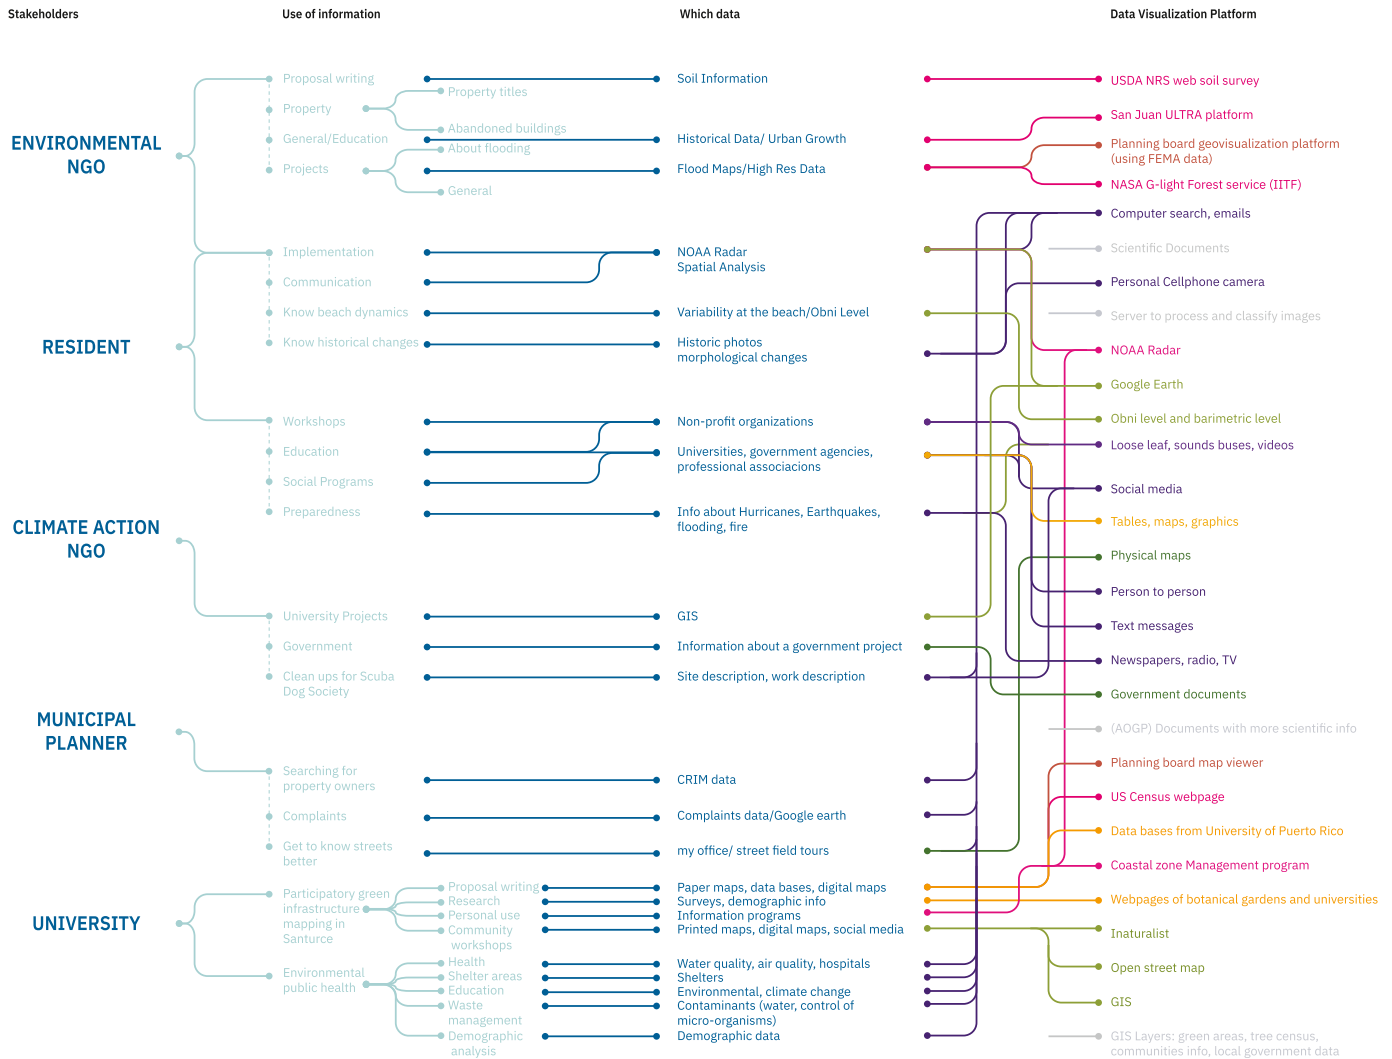 Stakeholders
Use of information
Which data
Data Visualization Platform
ENVIRONMENTAL
NGO
RESIDENT
CLIMATE ACTION
NGO
MUNICIPAL
PLANNER
UNIVERSITY
Proposal writing
Property
Property titles
Abandoned buildings
General/Education
Projects
About flooding
General
Implementation
Communication
Know beach dynamics
Know historical changes
Workshops
Education
Social Programs
Preparedness
University Projects
Government
Clean ups for Scuba
Dog Society
Searching for
property owners
Complaints
Get to know streets
better
Participatory green
infrastructure
mapping in
Santurce
Proposal writing
Research
Personal use
Community
workshops
Environmental
public health
Health
Shelter areas
Education
Waste
management
Demographic
analysis
Soil Information
Historical Data/ Urban Growth
Flood Maps/High Res Data
NOAA Radar
Spatial Analysis
Variability at the beach/Obni Level
Historic photos
morphological changes
Non-profit organizations
Universities, government agencies,
professional associacions
Info about Hurricanes, Earthquakes,
flooding, fire
GIS
Information about a government project
Site description, work description
CRIM data
Complaints data/Google earth
my office/ street field tours
Paper maps, data bases, digital maps
Surveys, demographic info
Information programs
Printed maps, digital maps, social media
Water quality, air quality, hospitals
Shelters
Environmental, climate change
Contaminants (water, control of
micro-organisms)
Demographic data
USDA NRS web soil survey
San Juan ULTRA platform
Planning board geovisualization platform
(using FEMA data)
NASA G-light Forest service (IITF)
Computer search, emails
Scientific Documents
Personal Cellphone camera
Server to process and classify images
NOAA Radar
Google Earth
Obni level and barimetric level
Loose leaf, sounds buses, videos
Social media
Tables, maps, graphics
Physical maps
Person to person
Text messages
Newspapers, radio, TV
Government documents
(AOGP) Documents with more scientific info
Planning board map viewer
US Census webpage
Data bases from University of Puerto Rico
Coastal zone Management program
Webpages of botanical gardens and universities
Inaturalist
Open street map
GIS
GIS Layers: green areas, tree census,
communities info, local government data